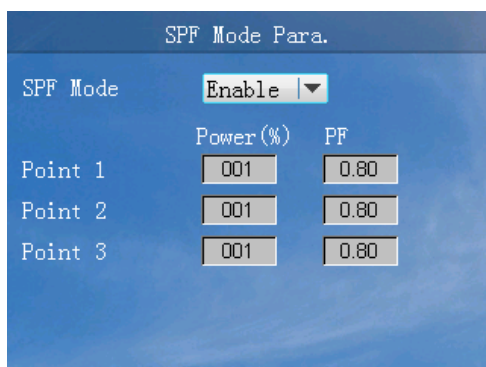 SPF Mode Para.
SPF Mode Enable
Power(%) PF
Point 1 001 0.80
Point 2 001 0.80
Point 3 001 0.80